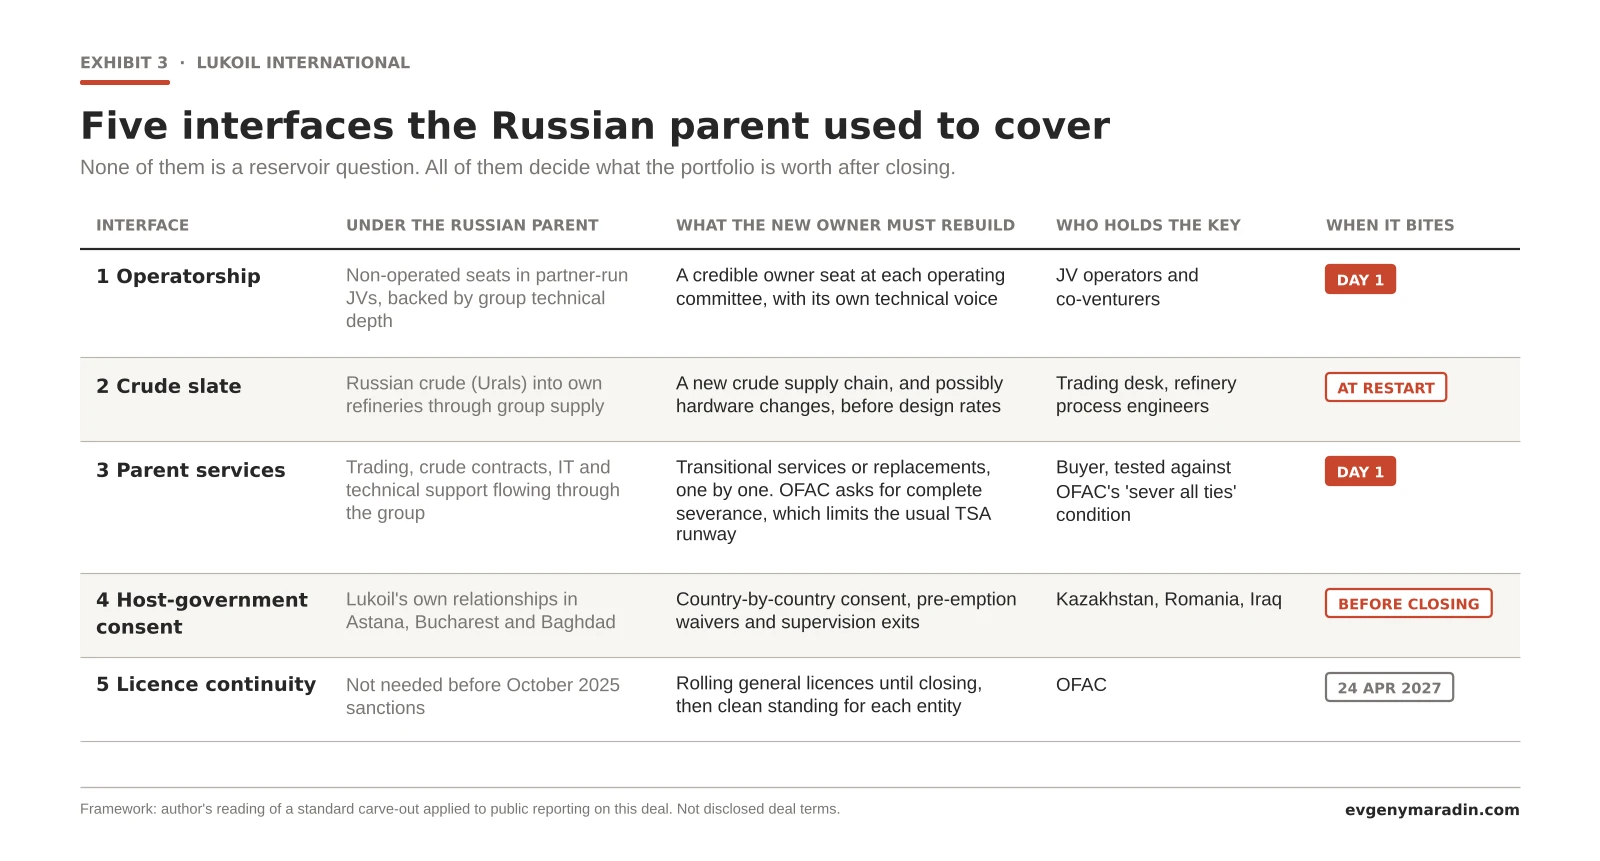 EXHIBIT 3 · LUKOIL INTERNATIONAL
Five interfaces the Russian parent used to cover
None of them is a reservoir question. All of them decide what the portfolio is worth after closing.
INTERFACE
UNDER THE RUSSIAN PARENT
WHAT THE NEW OWNER MUST REBUILD
WHO HOLDS THE KEY
WHEN IT BITES
1 Operatorship
Non-operated seats in partner-run
JVs, backed by group technical
depth
A credible owner seat at each operating
committee, with its own technical voice
JV operators and
co-venturers
DAY 1
2 Crude slate
Russian crude (Urals) into own
refineries through group supply
A new crude supply chain, and possibly
hardware changes, before design rates
Trading desk, refinery
process engineers
AT RESTART
3 Parent services
Trading, crude contracts, IT and
technical support flowing through
the group
Transitional services or replacements,
one by one. OFAC asks for complete
severance, which limits the usual TSA
runway
Buyer, tested against
OFAC's 'sever all ties'
condition
DAY 1
4 Host-government
consent
Lukoil's own relationships in
Astana, Bucharest and Baghdad
Country-by-country consent, pre-emption
waivers and supervision exits
Kazakhstan, Romania, Iraq
BEFORE CLOSING
5 Licence continuity
Not needed before October 2025
sanctions
Rolling general licences until closing,
then clean standing for each entity
OFAC
24 APR 2027
Framework: author's reading of a standard carve-out applied to public reporting on this deal. Not disclosed deal terms.
evgenymaradin.com